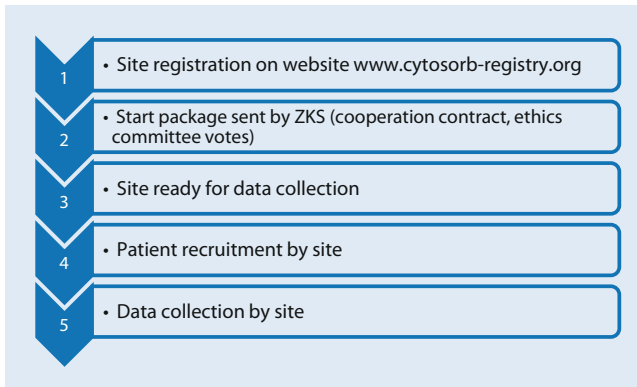 1
• Site registration on website www.cytosorb-registry.org
2
• Start package sent by ZKS (cooperation contract, ethics
committee votes)
3
• Site ready for data collection
4
• Patient recruitment by site
5
• Data collection by site